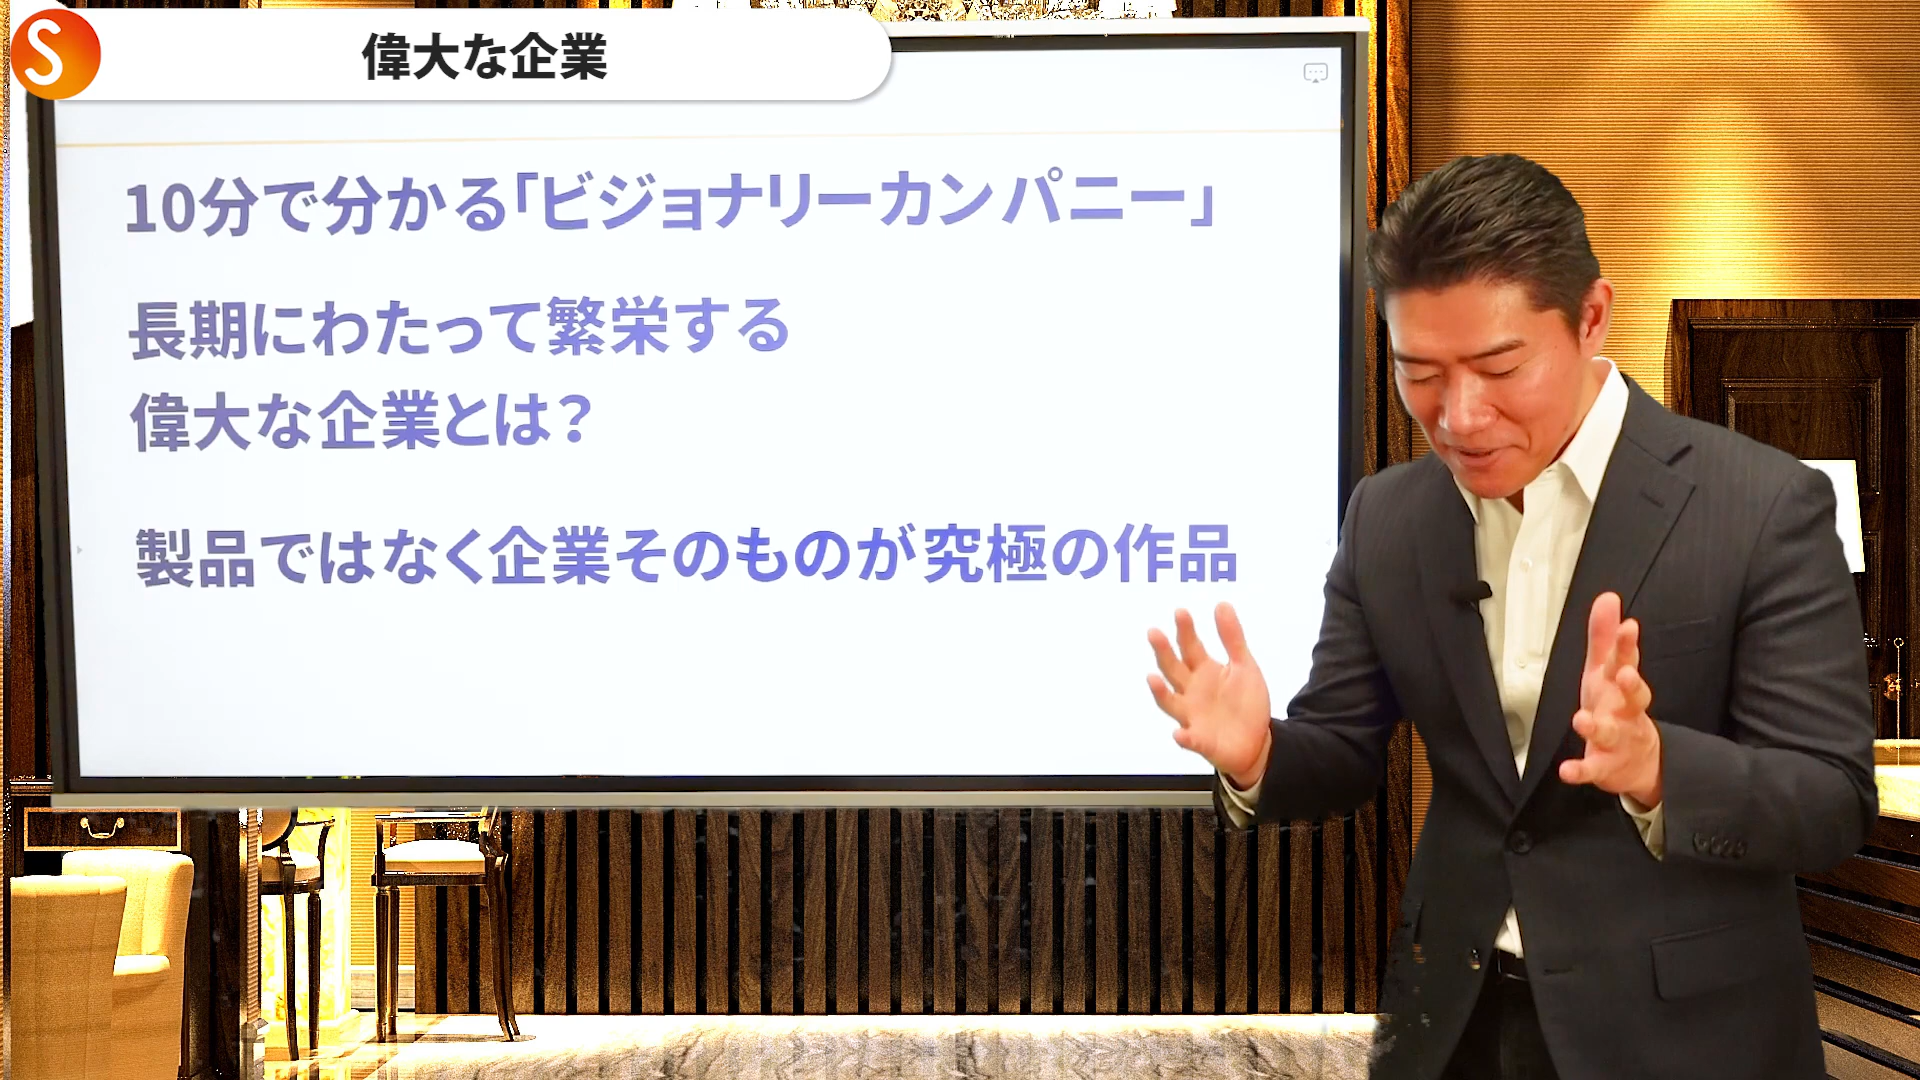 S
偉大な企業
10分で分かる「ビジョナリーカンパニー」
長期にわたって繁栄する
偉大な企業とは？
製品ではなく企業そのものが究極の作品